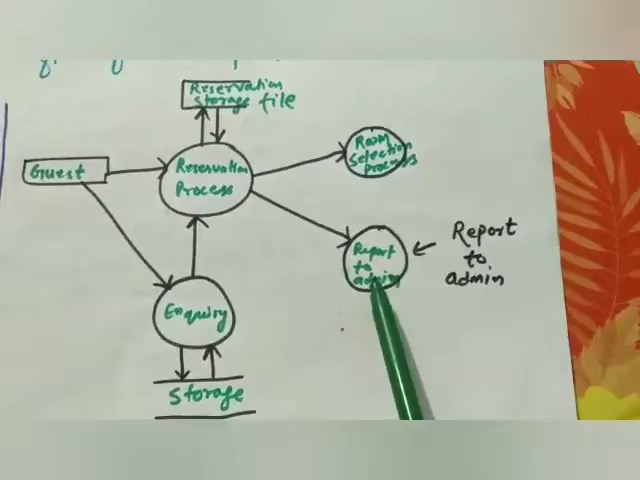 Reservation
Storage file
Guest
Reservation
Process
Room
Selection
process
Report
to
admin
Report
to
admin
Enquiry
Storage